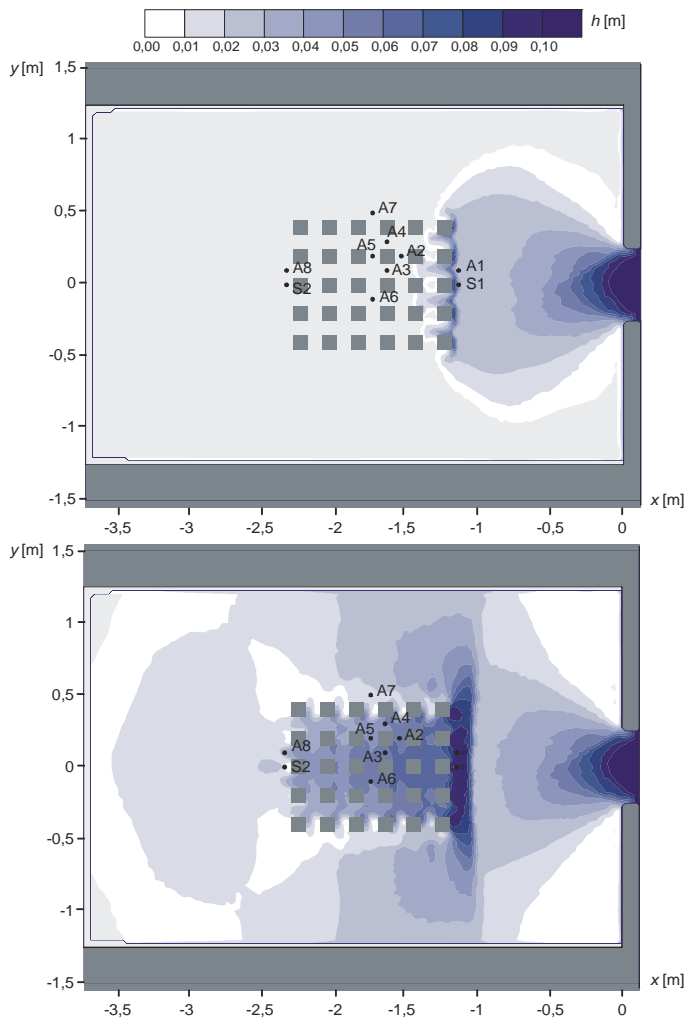 h [m]
0,00 0,01 0,02 0,03 0,04 0,05 0,06 0,07 0,08 0,09 0,10
y [m] 1,5
1
0,5
0
-0,5
-1
-1,5
A7
A4
A5 A2
A8 A3 A1
S2 S1
A6
-3,5 -3 -2,5 -2 -1,5 -1 -0,5 0
x [m]
y [m] 1,5
1
0,5
0
-0,5
-1
-1,5
A7
A4
A5 A2
A8 A3
S2
A6
x [m]
-3,5 -3 -2,5 -2 -1,5 -1 -0,5 0